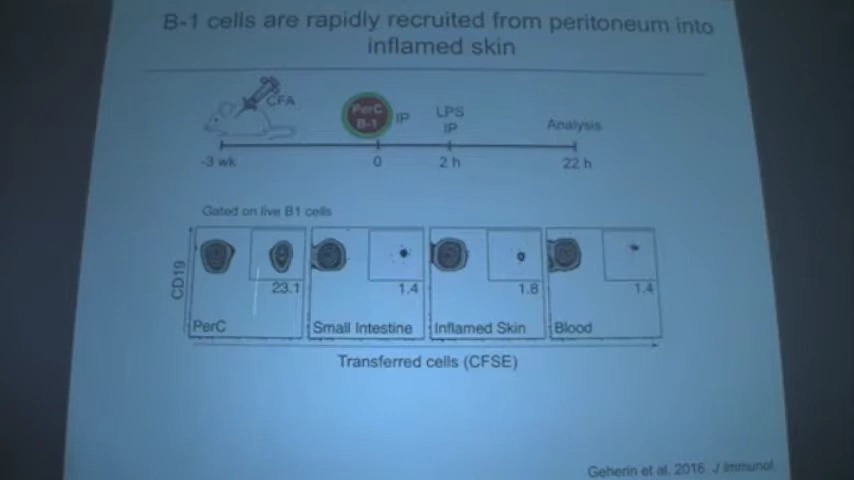 B-1 cells are rapidly recruited from peritoneum into
inflamed skin
CFA
PerC
B-1
IP
LPS
IP
Analysis
-3 wk
0
2 h
22 h
Gated on live B1 cells
CD19
23.1
1.4
1.8
1.4
PerC
Small Intestine
Inflamed Skin
Blood
Transferred cells (CFSE)
Geherin et al. 2016 J Immunol